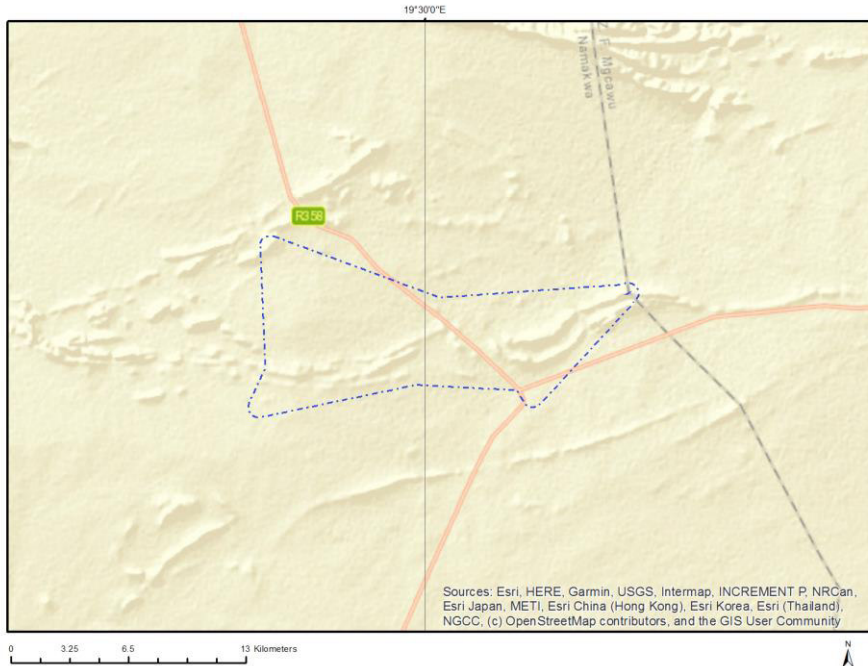 19°30'0"E
Z F Mgcawu
Namakwa
R358
Sources: Esri, HERE, Garmin, USGS, Intermap, INCREMENT P, NRCan,
Esri Japan, METI, Esri China (Hong Kong), Esri Korea, Esri (Thailand),
NGCC, (c) OpenStreetMap contributors, and the GIS User Community
0 3.25 6.5 13 Kilometers
N